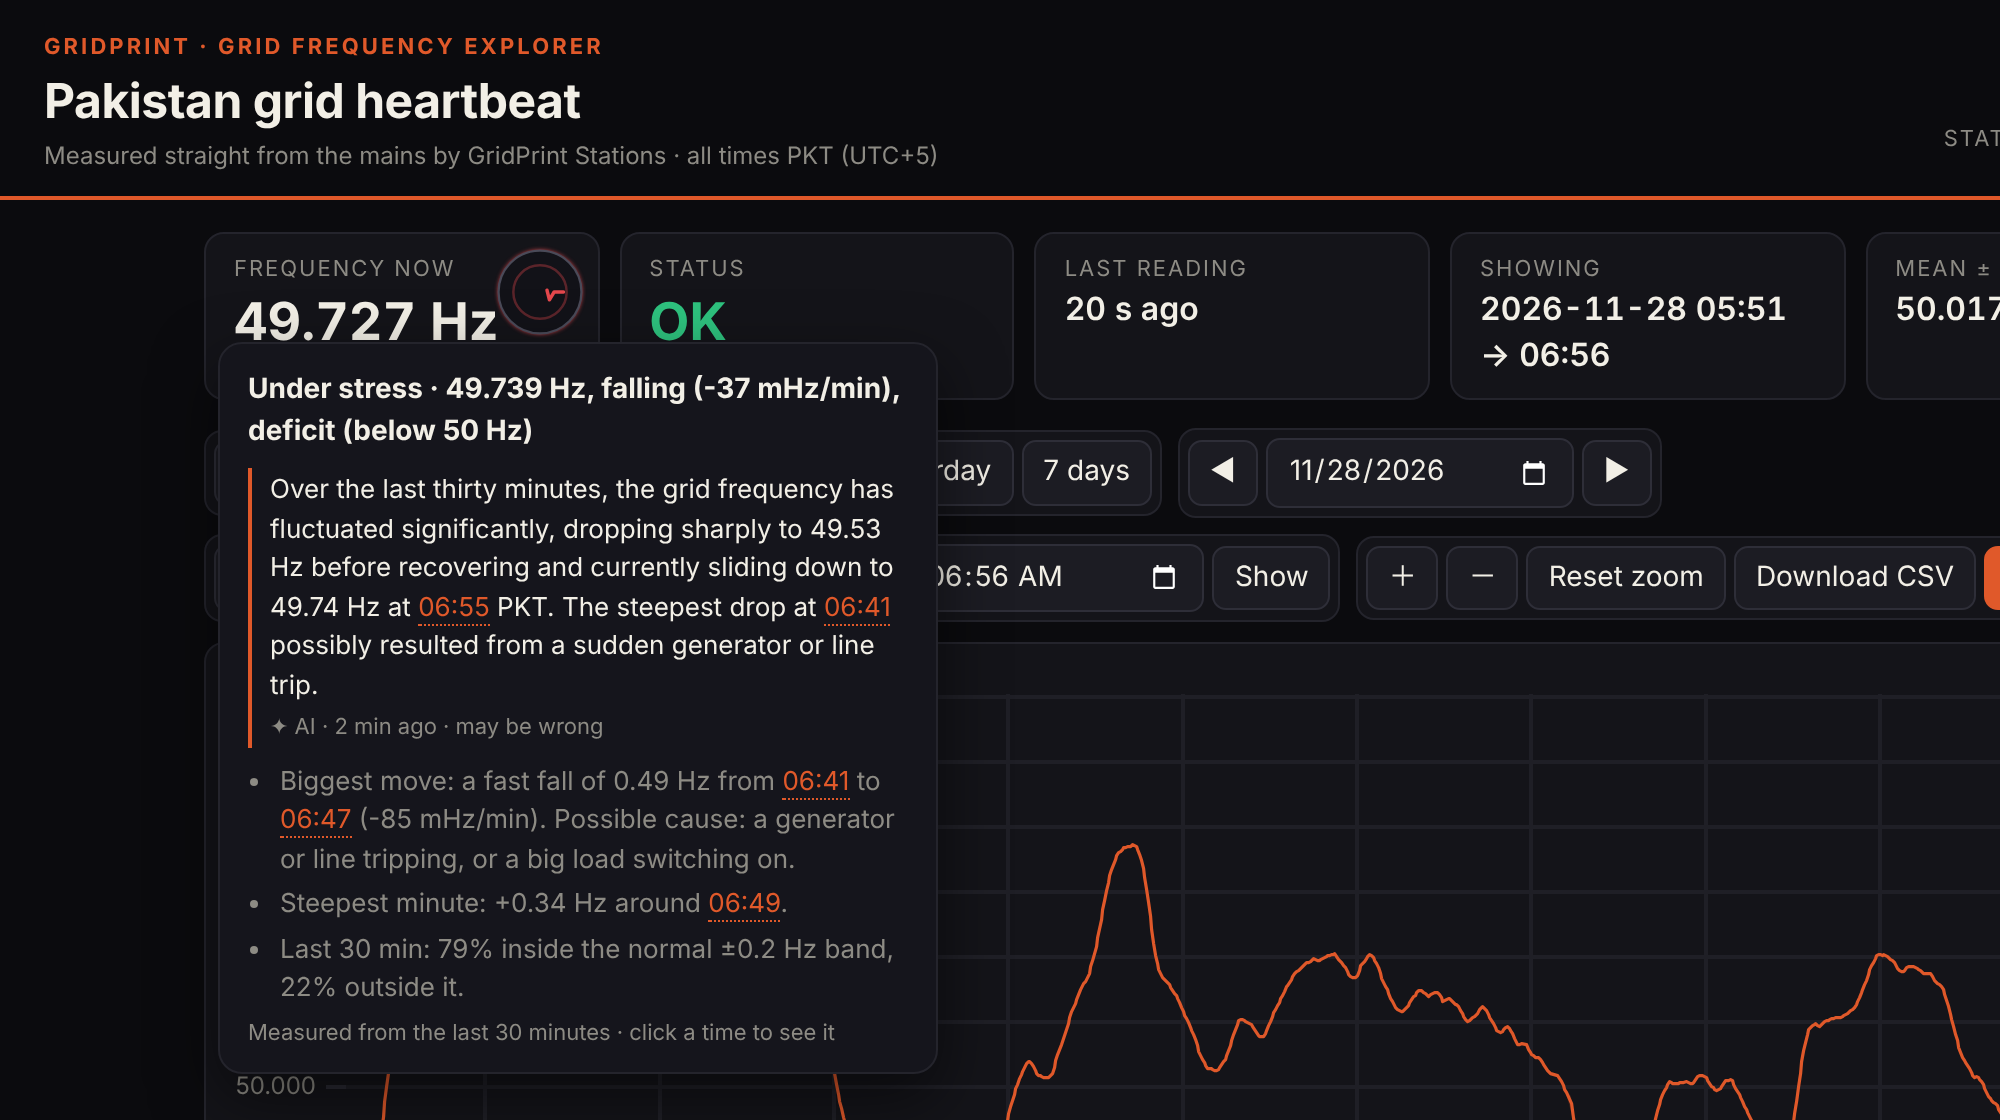 GRIDPRINT · GRID FREQUENCY EXPLORER
Pakistan grid heartbeat
Measured straight from the mains by GridPrint Stations · all times PKT (UTC+5)
FREQUENCY NOW
49.727 Hz
STATUS
OK
LAST READING
20 s ago
SHOWING
2026-11-28 05:51
→ 06:56
MEAN ±
50.017
Under stress · 49.739 Hz, falling (-37 mHz/min),
deficit (below 50 Hz)
7 days
◀
11/28/2026
▶
Over the last thirty minutes, the grid frequency has
fluctuated significantly, dropping sharply to 49.53
Hz before recovering and currently sliding down to
49.74 Hz at 06:55 PKT. The steepest drop at 06:41
possibly resulted from a sudden generator or line
trip.
✦ AI · 2 min ago · may be wrong
06:56 AM
Show
+
−
Reset zoom
Download CSV
Biggest move: a fast fall of 0.49 Hz from 06:41 to
06:47 (-85 mHz/min). Possible cause: a generator
or line tripping, or a big load switching on.
Steepest minute: +0.34 Hz around 06:49.
Last 30 min: 79% inside the normal ±0.2 Hz band,
22% outside it.
Measured from the last 30 minutes · click a time to see it
50.000